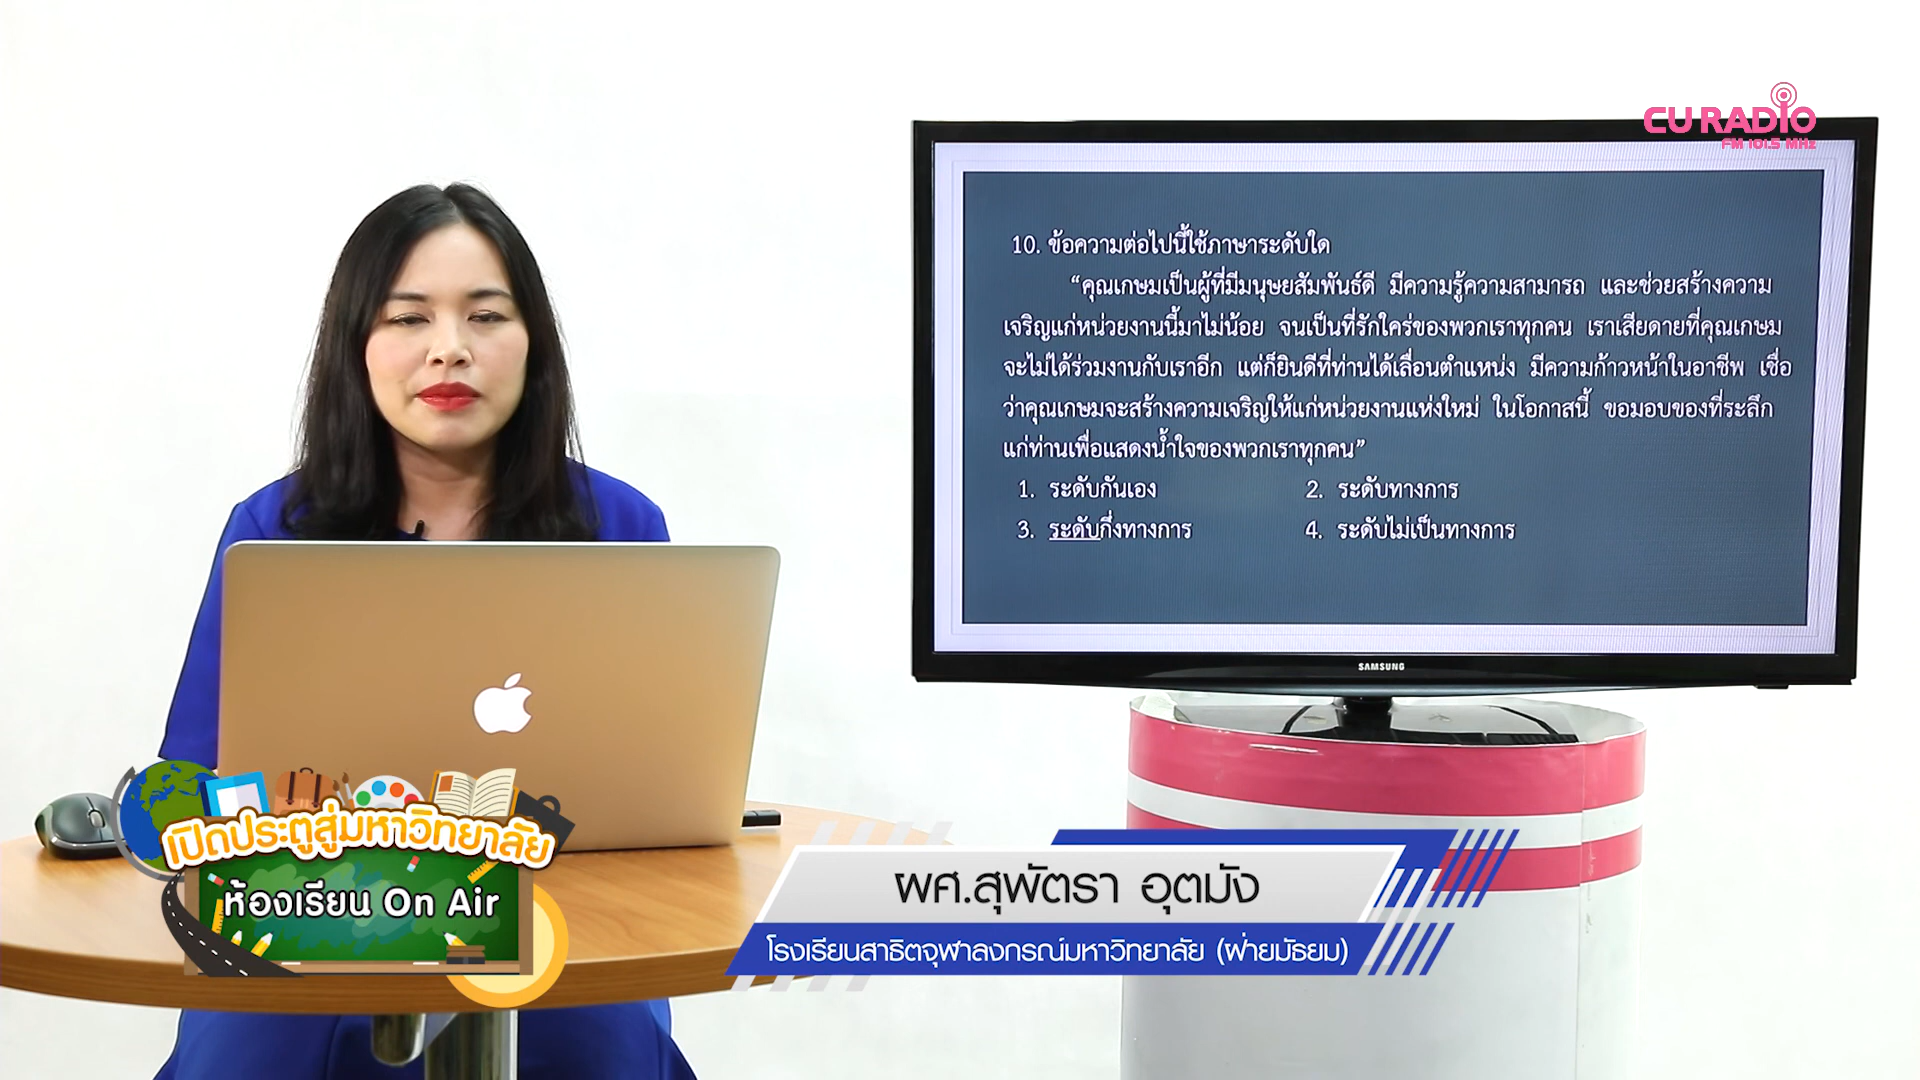 CU RADIO
FM 101.5 MHz
10. ข้อความต่อไปนี้ใช้ภาษาระดับใด
“คุณเกษมเป็นผู้ที่มีมนุษยสัมพันธ์ดี มีความรู้ความสามารถ และช่วยสร้างความ
เจริญแก่หน่วยงานนี้มาไม่น้อย จนเป็นที่รักใคร่ของพวกเราทุกคน เราเสียดายที่คุณเกษม
จะไม่ได้ร่วมงานกับเราอีก แต่ก็ยินดีที่ท่านได้เลื่อนตำแหน่ง มีความก้าวหน้าในอาชีพ เชื่อ
ว่าคุณเกษมจะสร้างความเจริญให้แก่หน่วยงานแห่งใหม่ ในโอกาสนี้ ขอมอบของที่ระลึก
แก่ท่านเพื่อแสดงน้ำใจของพวกเราทุกคน”
1. ระดับกันเอง 2. ระดับทางการ
3. ระดับกึ่งทางการ 4. ระดับไม่เป็นทางการ
SAMSUNG
เปิดประตูสู่มหาวิทยาลัย
ห้องเรียน On Air
ผศ.สุพัตรา อุตมัง
โรงเรียนสาธิตจุฬาลงกรณ์มหาวิทยาลัย (ฝ่ายมัธยม)